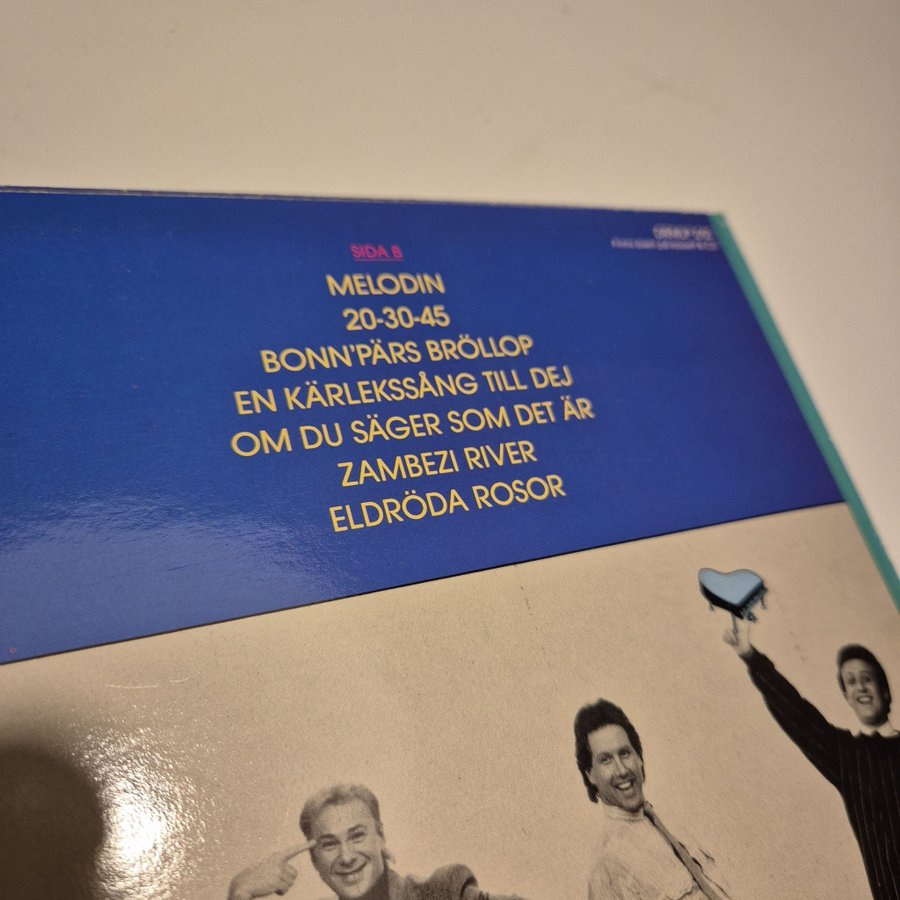 SIDA B
MELODIN
20-30-45
BONN'PÄRS BRÖLLOP
EN KÄRLEKSSÅNG TILL DEJ
OM DU SÄGER SOM DET ÄR
ZAMBEZI RIVER
ELDRÖDA ROSOR